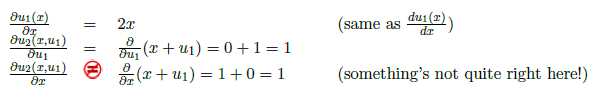 ∂u₁(x)/∂x = 2x (same as du₁(x)/dx)
∂u₂(x,u₁)/∂u₁ = ∂/∂u₁(x + u₁) = 0 + 1 = 1
∂u₂(x,u₁)/∂x ≠ ∂/∂x(x + u₁) = 1 + 0 = 1 (something's not quite right here!)